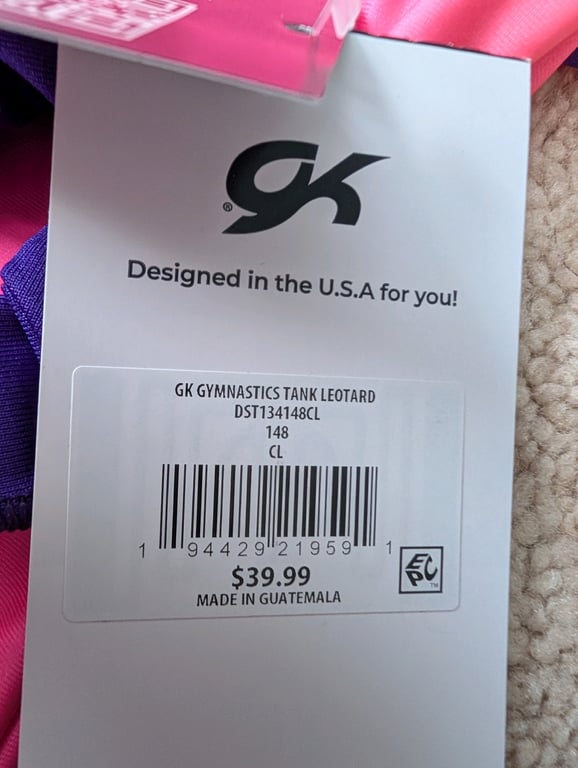 GK
®
Designed in the U.S.A for you!
GK GYMNASTICS TANK LEOTARD
DST134148CL
148
CL
1 94429 21959 1
$39.99
MADE IN GUATEMALA
EPC
TM